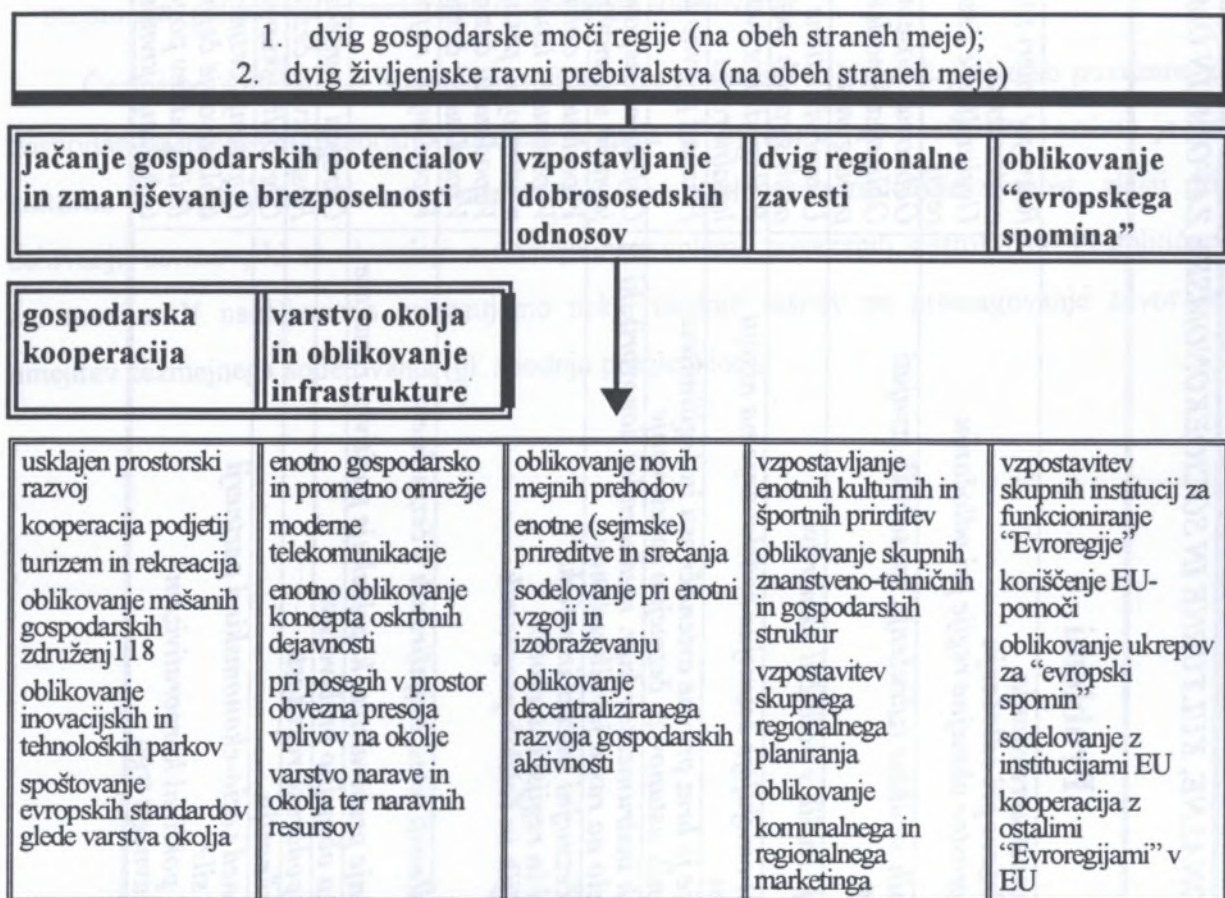 1. dvig gospodarske moči regije (na obeh straneh meje);
2. dvig življenjske ravni prebivalstva (na obeh straneh meje)
jačanje gospodarskih potencialov
in zmanjševanje brezposelnosti
vzpostavljanje
dobrososedskih
odnosov
dvig regionalne
zavesti
oblikovanje
“evropskega
spomina”
gospodarska
kooperacija
varstvo okolja
in oblikovanje
infrastrukture
usklajen prostorski
razvoj
kooperacija podjetij
turizem in rekreacija
oblikovanje mešanih
gospodarskih
združenj118
oblikovanje
inovacijskih in
tehnoloških parkov
spoštovanje
evropskih standardov
glede varstva okolja
enotno gospodarsko
in prometno omrežje
moderne
telekomunikacije
enotno oblikovanje
koncepta oskrbnih
dejavnosti
pri posegih v prostor
obvezna presoja
vplivov na okolje
varstvo narave in
okolja ter naravnih
resursov
oblikovanje novih
mejnih prehodov
enotne (sejmske)
prireditve in srečanja
sodelovanje pri enotni
vzgoji in
izobraževanju
oblikovanje
decentraliziranega
razvoja gospodarskih
aktivnosti
vzpostavljanje
enotnih kulturnih in
športnih prirditev
oblikovanje skupnih
znanstveno-tehničnih
in gospodarskih
struktur
vzpostavitev
skupnega
regionalnega
planiranja
oblikovanje
komunalnega in
regionalnega
marketinga
vzpostavitev
skupnih institucij za
funkcioniranje
“Evroregije”
koriščenje EU-
pomoči
oblikovanje ukrepov
za “evropski
spomin”
sodelovanje z
institucijami EU
kooperacija z
ostalimi
“Evroregijami” v
EU